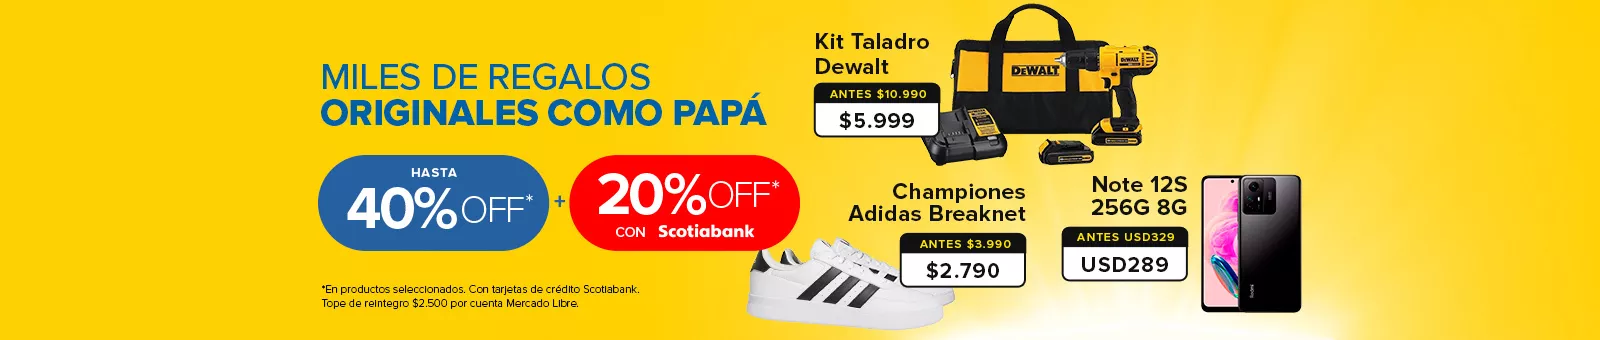 MILES DE REGALOS
ORIGINALES COMO PAPÁ
HASTA
40% OFF*
+
20% OFF*
CON Scotiabank
*En productos seleccionados. Con tarjetas de crédito Scotiabank.
Tope de reintegro $2.500 por cuenta Mercado Libre.
Kit Taladro
Dewalt
ANTES $10.990
$5.999
DEWALT
Championes
Adidas Breaknet
ANTES $3.990
$2.790
Note 12S
256G 8G
ANTES USD329
USD289
Redmi